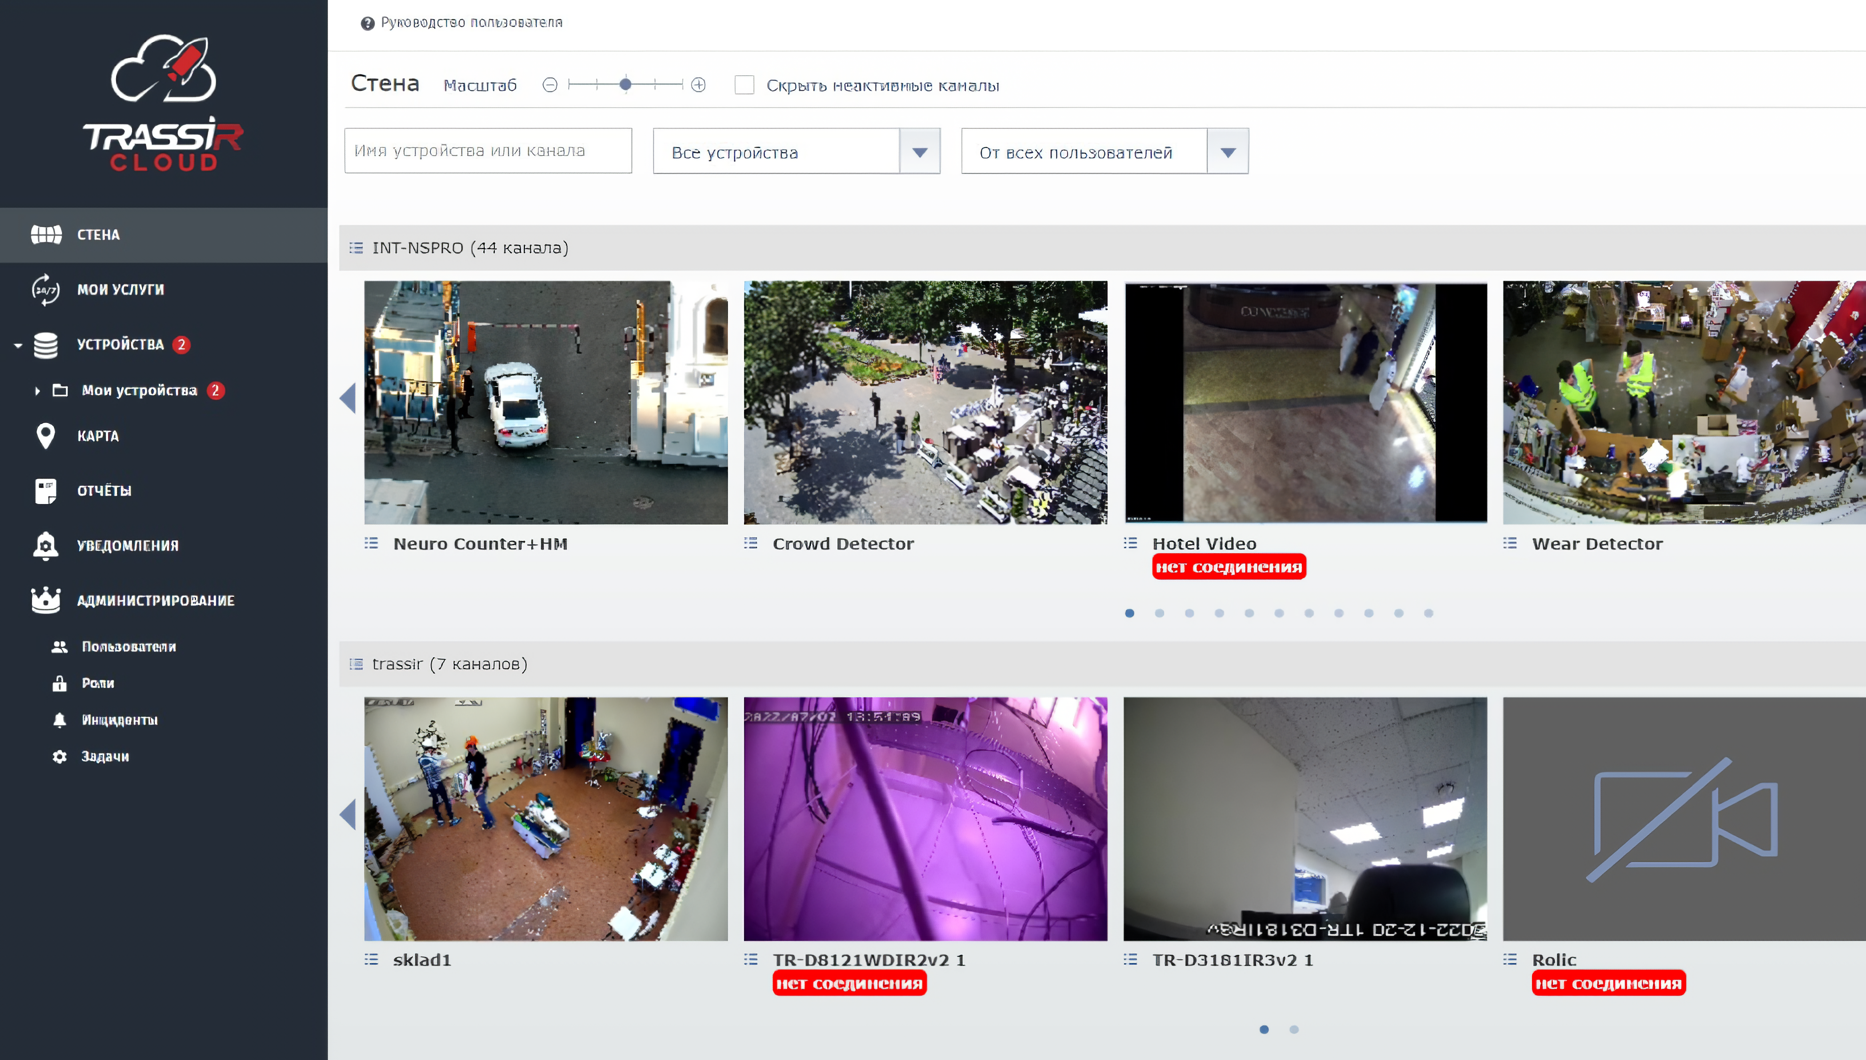 Руководство пользователя
Стена
Масштаб
Скрыть неактивные каналы
Имя устройства или канала
Все устройства
От всех пользователей
TRASSIR
CLOUD
СТЕНА
24/7
МОИ УСЛУГИ
УСТРОЙСТВА 2
Мои устройства 2
КАРТА
ОТЧЁТЫ
УВЕДОМЛЕНИЯ
АДМИНИСТРИРОВАНИЕ
Пользователи
Роли
Инциденты
Задачи
INT-NSPRO (44 канала)
Neuro Counter+HM
Crowd Detector
Hotel Video
нет соединения
Wear Detector
trassir (7 каналов)
sklad1
TR-D8121WDIR2v2 1
нет соединения
TR-D3181IR3v2 1
Rolic
нет соединения